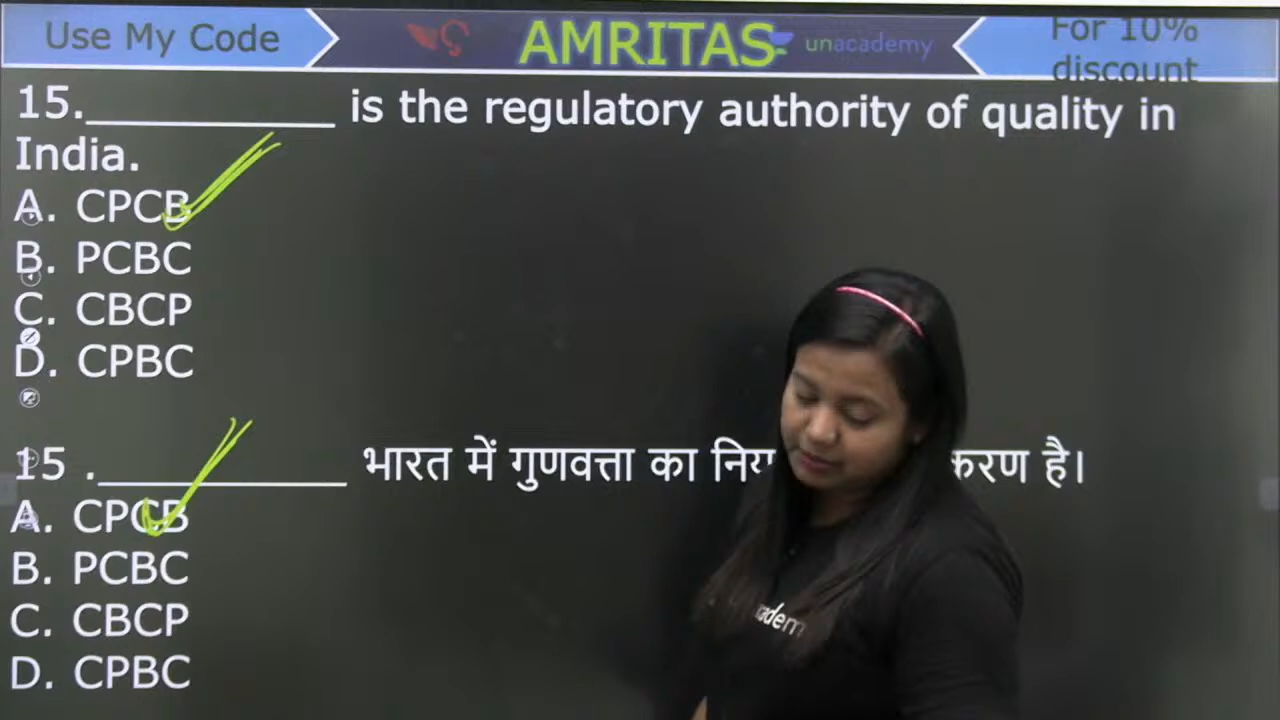 Use My Code
AMRITAS
unacademy
For 10%
discount
15.__________ is the regulatory authority of quality in
India.
A. CPCB
B. PCBC
C. CBCP
D. CPBC
15 .__________ भारत में गुणवत्ता का है।
A. CPCB
B. PCBC
C. CBCP
D. CPBC